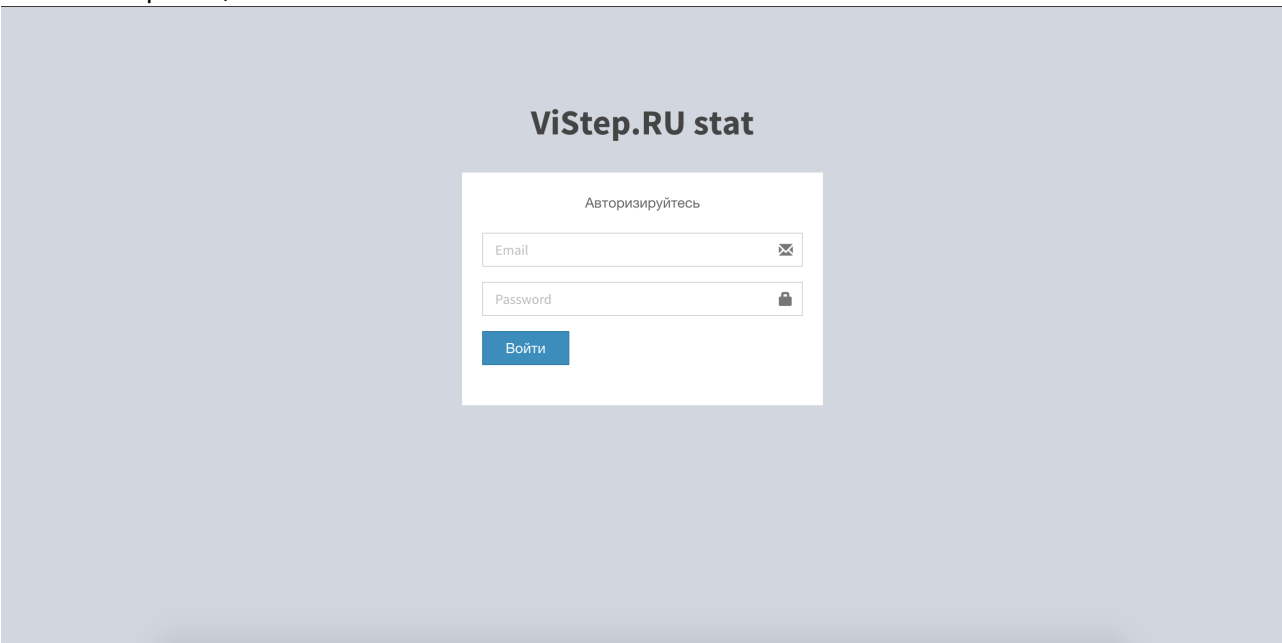 ViStep.RU stat
Авторизируйтесь
Email
Password
Войти